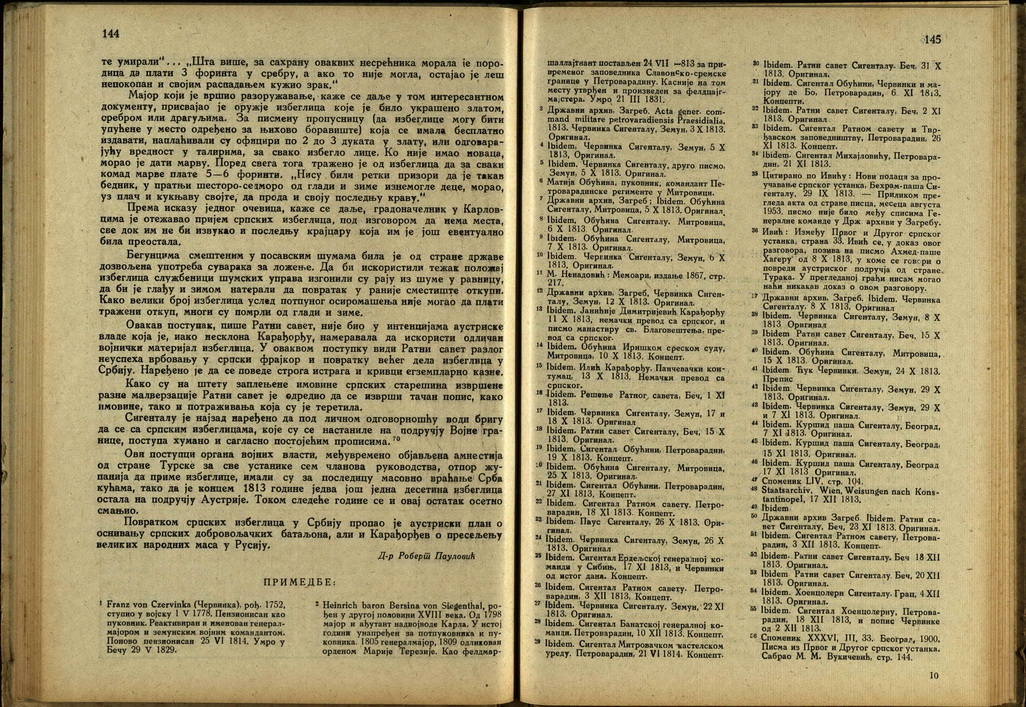 144
те умирали“... „Шта више, за сахрану оваквих несрећника морала је поро-
дица да плати 3 форинта у сребру, а ако то није могла, остајао је леш
непокопан и својим распадањем кужио зрак.“
Мајор који је вршио разоружавање, каже се даље у том интересантном
документу, присвајао је оружје избеглица које је било украшено златом,
сребром или драгуљима. За писмену пропусницу (да избеглице могу бити
упућене у место одређено за њихово боравиште) која се имала бесплатно
издавати, наплаћивали су официри по 2 до 3 дуката у злату, или одговара-
јућу вредност у талирима, за свако избегло лице. Ко није имао новаца,
морао је дати марву. Поред свега тога тражено је од избеглица да за сваки
комад марве плате 5—6 форинти. „Нису били ретки призори да је такав
бедник, у пратњи шесторо-седморо од глади и зиме изнемогле деце, морао,
уз плач и кукњаву својте, да прода и своју последњу краву.“
Према исказу једног очевица, каже се даље, градоначелник у Карлов-
цима је отежавао пријем српских избеглица, под изговором да нема места,
све док им не би извукао и последњу крајцару која им је још евентуално
била преостала.
Бегунцима смештеним у посавским шумама била је од стране државе
дозвољена употреба суварака за ложење. Да би искористили тежак положај
избеглица службеници шумских управа изгонили су рају из шуме у равницу,
да би је глађу и зимом натерали да повратак у раније сместиште откупи.
Како велики број избеглица услед потпуног осиромашења није могао да плати
тражени откуп, многи су помрли од глади и зиме.
Овакав поступак, пише Ратни савет, није био у интенцијама аустриске
владе која је, иако несклона Карађорђу, намеравала да искористи одличан
војнички материјал избеглица. У оваквом поступку види Ратни савет разлог
неуспеха врбовању у српски фрајкор и повратку већег дела избеглица у
Србију. Наређено је да се поведе строга истрага и кривци егземпларно казне.
Како су на штету заплењене имовине српских старешина извршене
разне малверзације Ратни савет је одредио да се изврши тачан попис, како
имовине, тако и потраживања која су је теретила.
Сигенталу је најзад наређено да под личном одговорношћу води бригу
да се са српским избеглицама, које су се настаниле на подручју Војне гра-
нице, поступа хумано и сагласно постојећим прописима.
Ови поступци органа војних власти, међувремено објављена амнестија
од стране Турске за све устанике сем чланова руководства, отпор жу-
панија да приме избеглице, имали су за последицу масовно враћање Срба
кућама, тако да је концем 1813 године једва још једна десетина избеглица
остала на подручју Аустрије. Током следеће године се и овај остатак осетно
смањио.
Повратком српских избеглица у Србију пропао је аустриски план о
оснивању српских добровољачких батаљона, али и Карађорђев о пресељењу
великих народних маса у Русију.
Д-р Роберт Пауловић
ПРИМЕДБЕ:
¹ Franz von Czervinka (Червинка), рођ. 1752,
ступио у војску 1 V 1778. Пензионисан као
пуковник. Реактивиран и именован генерал-
мајором и земунским војним командантом.
Поново пензионисан 25 VI 1814. Умро у
Бечу 29 V 1829.
² Heinrich baron Bersina von Siegenthal, ро-
ђен у другој половини XVIII века. Од 1798
мајор и ађутант надвојводе Карла. У истој
години унапређен за потпуковника и пу-
ковника. 1805 генералмајор, 1809 одликован
орденом Марије Терезије. Као фелдмар-
145
шаллајтнант постављен 24 VII —813 за при-
временог заповедника Славонско-сремске
границе у Петроварадину. Касније на том
месту утврђен и произведен за фелдцајг-
мајстера. Умро 21 III 1831.
³ Државни архив. Загреб. Acta gener. com-
mand militare petrovaradiensis Praesidialia,
1813. Червинка Сигенталу, Земун, 3 X 1813.
Оригинал.
⁴ Ibidem. Червинка Сигенталу. Земун, 5 X
1813, Оригинал.
⁵ Ibidem. Червинка Сигенталу, друго писмо.
Земун, 5 X 1813. Оригинал.
⁶ Матија Обућина, пуковник, командант Пе-
троварадинске регименте у Митровици.
⁷ Државни архив, Загреб; Ibidem. Обућина
Сигенталу, Митровица, 5 X 1813. Оригинал.
⁸ Ibidem, Обућина Сигенталу. Митровица,
6 X 1813. Оригинал.
⁹ Ibidem. Обућина Сигенталу, Митровица,
7 X 1813. Оригинал.
¹⁰ Ibidem. Червинка Сигенталу. Земун, 6 X
1813, Оригинал.
¹¹ М. Ненадовић: Мемоари, издање 1867, стр.
217.
¹² Државни архив. Загреб, Червинка Сиген-
талу, Земун. 12 X 1813. Оригинал.
¹³ Ibidem. Јанићије Димитријевић Карађорђу
11 X 1813, немачки превод са српског, и
писмо манастиру св. Благовештења, пре-
вод са српског.
¹⁴ Ibidem. Обућина Иришком среском суду,
Митровица, 10 X 1813. Концепт.
¹⁵ Ibidem. Илић Карађорђу. Панчевачки кон-
тумац, 13 X 1813. Немачки превод са
српског.
¹⁶ Ibidem. Решење Ратног савета, Беч, 1 XI
1813.
¹⁷ Ibidem. Червинка Сигенталу, Земун, 17 и
18 X 1813. Оригинал
¹⁸ Ibidem. Ратни савет Сигенталу, Беч, 15 X
1813. Оригинал.
¹⁹ Ibidem. Сигентал Обућини. Петроварадин,
19 X 1813. Концепт.
²⁰ Ibidem. Обућина Сигенталу, Митровица,
25 X 1813. Оригинал.
²¹ Ibidem. Сигентал Обућини. Петроварадин,
27 XI 1813, Концепт.
²² Ibidem. Сигентал Ратном савету. Петро-
варадин, 18 XI 1813. Концепт.
²³ Ibidem. Паус Сигенталу, 26 X 1813. Ори-
гинал.
²⁴ Ibidem. Червинка Сигенталу, Земун, 26 X
1813. Оригинал
²⁵ Ibidem. Сигентал Ердељској генералној ко-
манди у Сибињ, 17 XI 1813, и Червинки
од истог дана. Концепт.
²⁶ Ibidem. Сигентал Ратном савету. Петро-
варадин. 3 XII 1813. Концепт.
²⁷ Ibidem. Червинка Сигенталу. Земун, 22 XI
1813. Оригинал.
²⁸ Ibidem. Сигентал Банатској генералној ко-
манди. Петроварадин, 10 XII 1813. Концепт.
²⁹ Ibidem. Сигентал Митровачком кастелском
уреду. Петроварадин, 21 VI 1814. Концепт.
³⁰ Ibidem. Ратни савет Сигенталу. Беч, 31 X
1813. Оригинал.
³¹ Ibidem. Сигентал Обућини, Червинки и ма-
јору де Бо, Петроварадин, 6 XI 1813,
Концепти.
³² Ibidem. Ратни савет Сигенталу. Беч. 2 XI
1813. Оригинал
³³ Ibidem. Сигентал Ратном савету и Твр-
ђавском заповедништву, Петроварадин, 26
XI 1813. Концепт.
³⁴ Ibidem. Сигентал Михајловићу, Петровара-
дин, 21 XI 1813.
³⁵ Цитирано по Ивићу: Нови подаци за про-
учавање српског устанка. Бехрам-паша Си-
генталу, 29 IX 1813. — Приликом пре-
гледа акта од стране писца, месеца августа
1953, писмо није било међу списима Ге-
нералне команде у Држ. архиви у Загребу.
³⁶ Ивић: Између Првог и Другог српског
устанка, страна 33. Ивић се, у доказ овог
разговора, позива на писмо Ахмед-паше
Хагеру од 8 X 1813, у коме се говори о
повреди аустриског подручја од стране.
Турака. У прегледаној грађи нисам могао
наћи никакав доказ о овом разговору.
³⁷ Државни архив. Загреб. Ibidem. Червинка
Сигенталу, 8 X 1813, Оригинал
³⁸ Ibidem. Червинка Сигенталу, Земун, 8 X
1813 Оригинал
³⁹ Ibidem Ратни савет Сигенталу. Беч, 15 X
1813. Оригинал.
⁴⁰ Ibidem. Обућина Сигенталу, Митровица,
15 X 1813. Оригинал.
⁴¹ Ibidem. Ђук Червинки. Земун, 24 X 1813.
Препис
⁴² Ibidem. Червинка Сигенталу. Земун, 29 X
1813. Оригинал.
⁴³ Ibidem. Червинка Сигенталу, Земун, 29 X
и 7 XI 1813. Оригинал.
⁴⁴ Ibidem. Куршид паша Сигенталу, Београд,
7 XI 1813. Оригинал.
⁴⁵ Ibidem. Куршид паша Сигенталу, Београд,
15 XI 1813. Оригинал.
⁴⁶ Ibidem. Куршид паша Сигенталу, Београд
17 XI 1813 Оригинал.
⁴⁷ Споменик LIV, стр. 104.
⁴⁸ Staatsarchiv. Wien, Weisungen nach Kons-
tantinopel, 17 XII 1813.
⁴⁹ Ibidem
⁵⁰ Државни архив Загреб. Ibidem. Ратни са-
вет Сигенталу, Беч, 23 XI 1813. Оригинал.
⁵¹ Ibidem. Сигентал Ратном савету, Петрова-
радин, 3 XII 1813. Концепт.
⁵² Ibidem. Ратни савет Сигенталу. Беч 18 XII
1813. Оригинал.
⁵³ Ibidem Ратни савет Сигенталу Беч, 20 XII
1813. Оригинал.
⁵⁴ Ibidem. Хоенцолерн Сигенталу. Грац, 4 XII
1813. Оригинал.
⁵⁵ Ibidem. Сигентал Хоенцолерну, Петрова-
радин, 18 XII 1813, и попис Червинке
од 2 XII 1813.
⁵⁶ Споменик XXXVI, III, 33. Београд, 1900.
Писма из Првог и Другог српског устанка.
Сабрао М. М. Вукичевић, стр. 144.
10